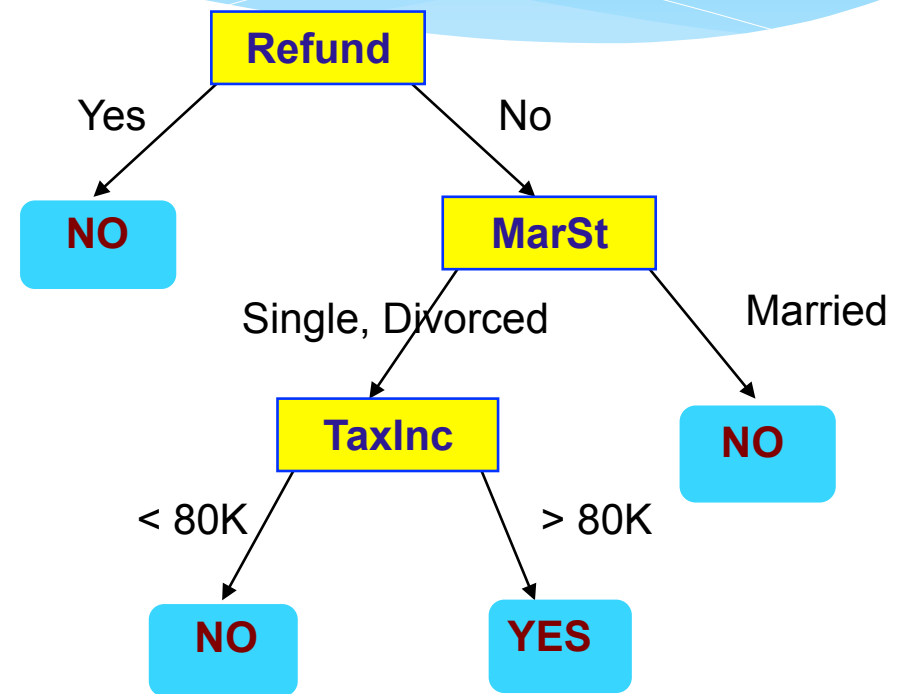 Refund
Yes
No
NO
MarSt
Single, Divorced
Married
TaxInc
NO
< 80K
> 80K
NO
YES